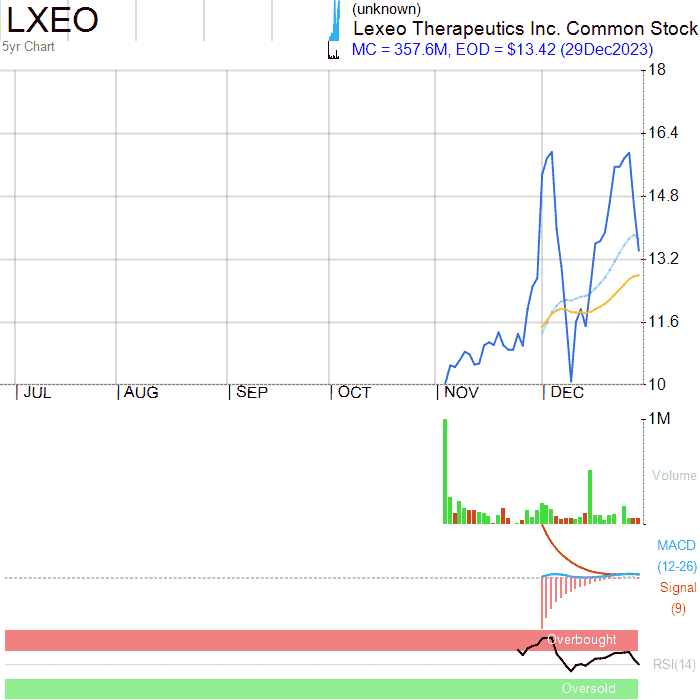 LXEO
(unknown)
Lexeo Therapeutics Inc. Common Stock
5yr Chart
MC = 357.6M, EOD = $13.42 (29Dec2023)
18
16.4
14.8
13.2
11.6
10
JUL AUG SEP OCT NOV DEC
1M
Volume
MACD
(12-26)
Signal
(9)
Overbought
RSI(14)
Oversold